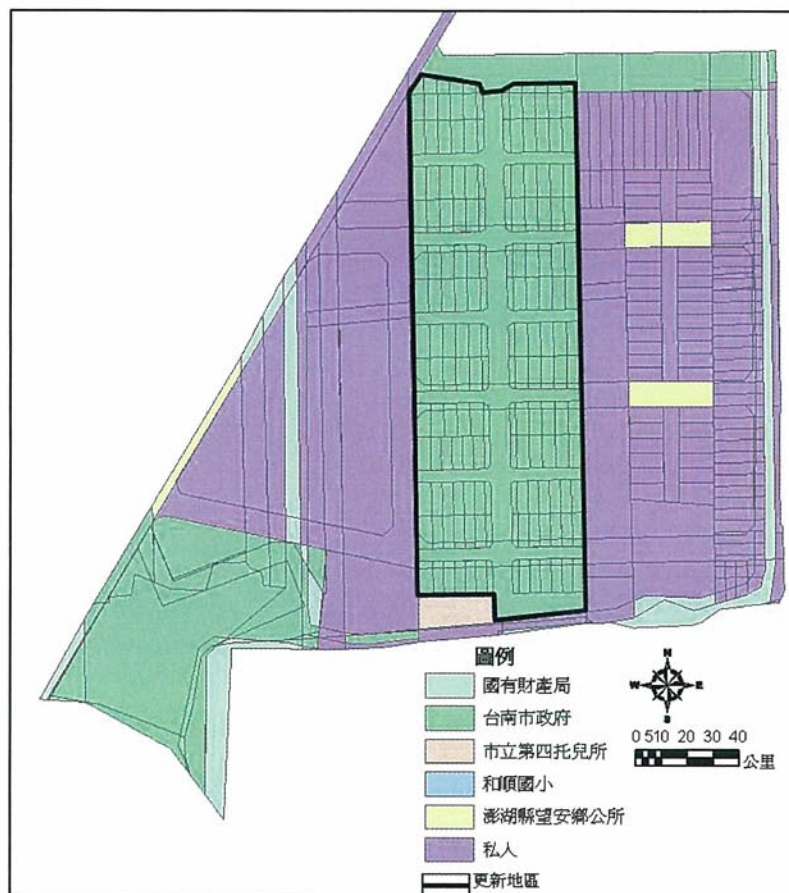 圖例
國有財產局
台南市政府
市立第四托兒所
和順國小
澎湖縣望安鄉公所
私人
更新地區
N
W E
S
0 510 20 30 40
公里